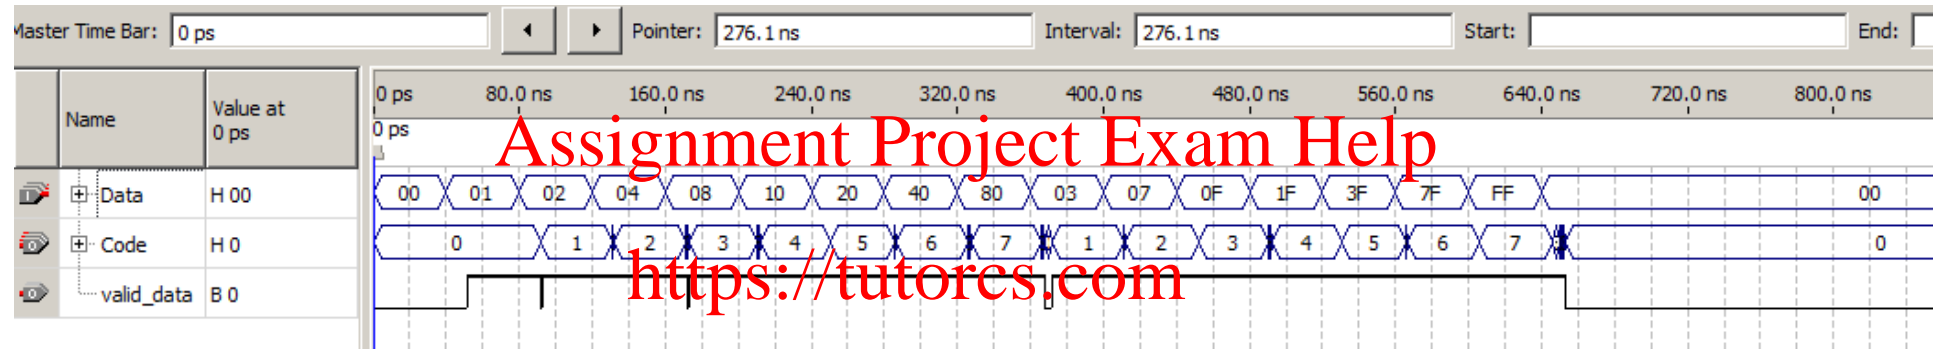 Master Time Bar: 0 ps Pointer: 276.1 ns Interval: 276.1 ns Start: End:
Name Value at 0 ps
0 ps 80.0 ns 160.0 ns 240.0 ns 320.0 ns 400.0 ns 480.0 ns 560.0 ns 640.0 ns 720.0 ns 800.0 ns
0 ps
Assignment Project Exam Help
Data H 00 00 01 02 04 08 10 20 40 80 03 07 0F 1F 3F 7F FF 00
Code H 0 0 1 2 3 4 5 6 7 1 2 3 4 5 6 7 0
https://tutorcs.com
valid_data B 0